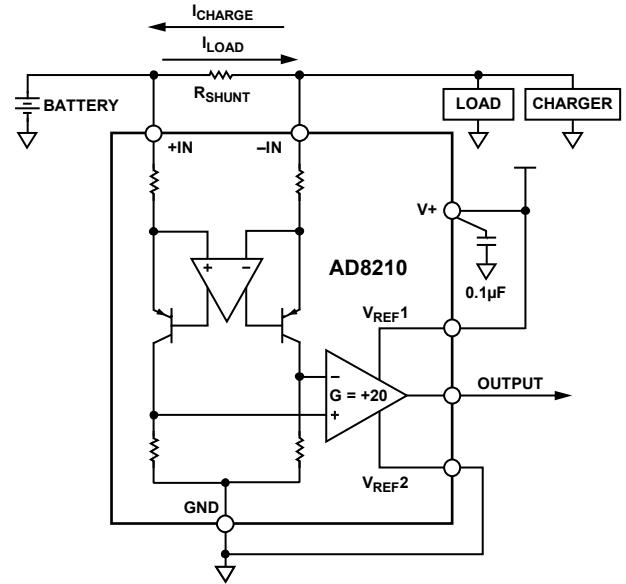 I_CHARGE
I_LOAD
R_SHUNT
BATTERY
LOAD
CHARGER
+IN
–IN
V+
AD8210
0.1µF
+
–
V_REF1
–
G = +20
+
OUTPUT
V_REF2
GND